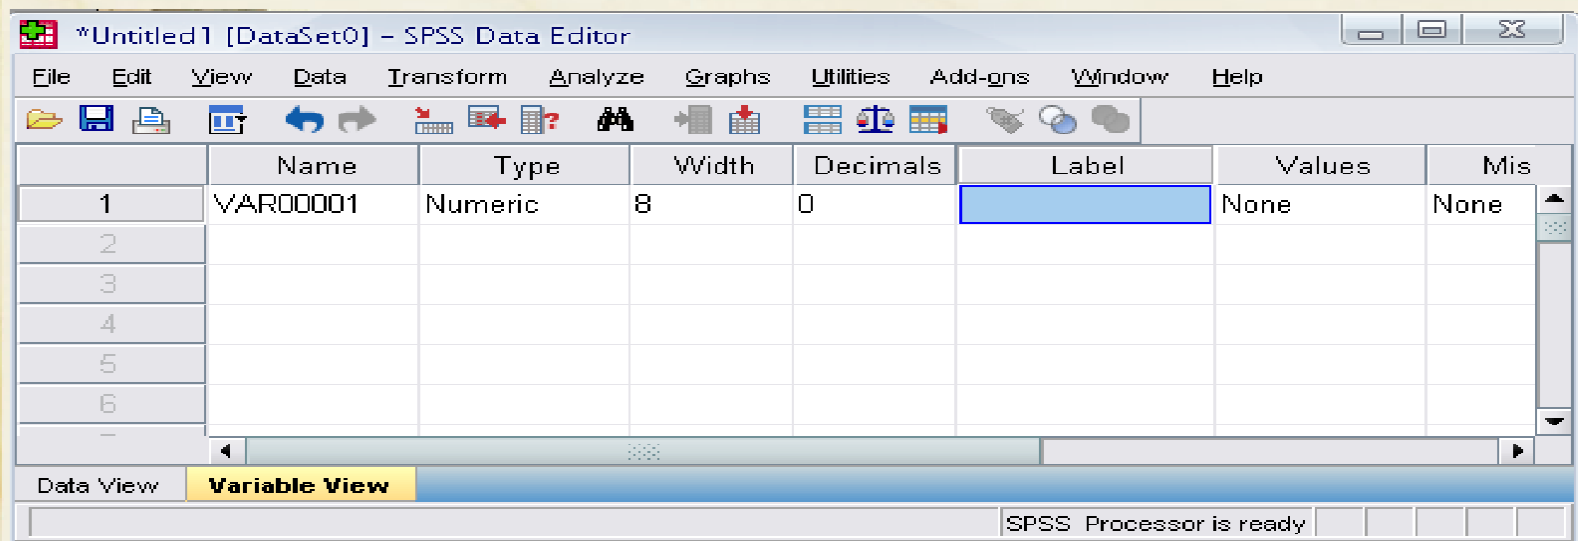 *Untitled1 [DataSet0] - SPSS Data Editor
File Edit View Data Transform Analyze Graphs Utilities Add-ons Window Help
Name Type Width Decimals Label Values Mis
1 VAR00001 Numeric 8 0 None None
2
3
4
5
6
Data View Variable View
SPSS Processor is ready